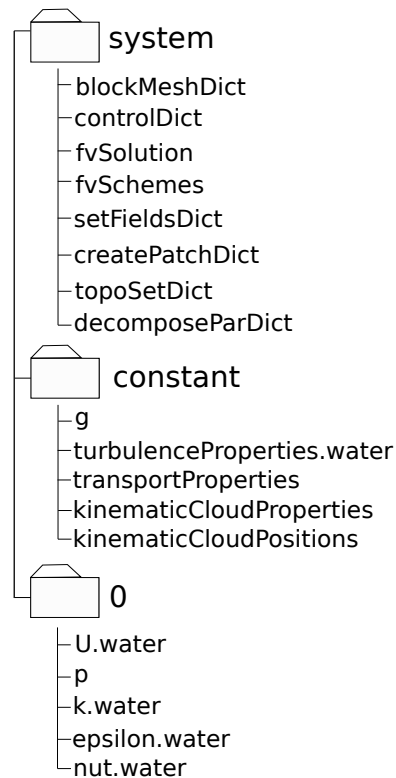 system
blockMeshDict
controlDict
fvSolution
fvSchemes
setFieldsDict
createPatchDict
topoSetDict
decomposeParDict
constant
g
turbulenceProperties.water
transportProperties
kinematicCloudProperties
kinematicCloudPositions
0
U.water
p
k.water
epsilon.water
nut.water